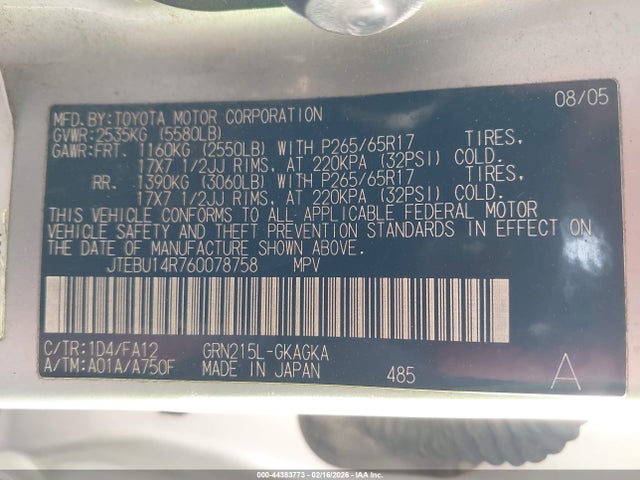 MFD.BY:TOYOTA MOTOR CORPORATION 08/05
GVWR:2535KG (5580LB)
GAWR:FRT. 1160KG (2550LB) WITH P265/65R17 TIRES,
17X7 1/2JJ RIMS, AT 220KPA (32PSI) COLD.
RR. 1390KG (3060LB) WITH P265/65R17 TIRES,
17X7 1/2JJ RIMS, AT 220KPA (32PSI) COLD.
THIS VEHICLE CONFORMS TO ALL APPLICABLE FEDERAL MOTOR
VEHICLE SAFETY AND THEFT PREVENTION STANDARDS IN EFFECT ON
THE DATE OF MANUFACTURE SHOWN ABOVE.
JTEBU14R760078758 MPV
C/TR:1D4/FA12 GRN215L-GKAGKA
A/TM:A01A/A750F MADE IN JAPAN 485 A
000-44383773 - 02/16/2026 - IAA Inc.